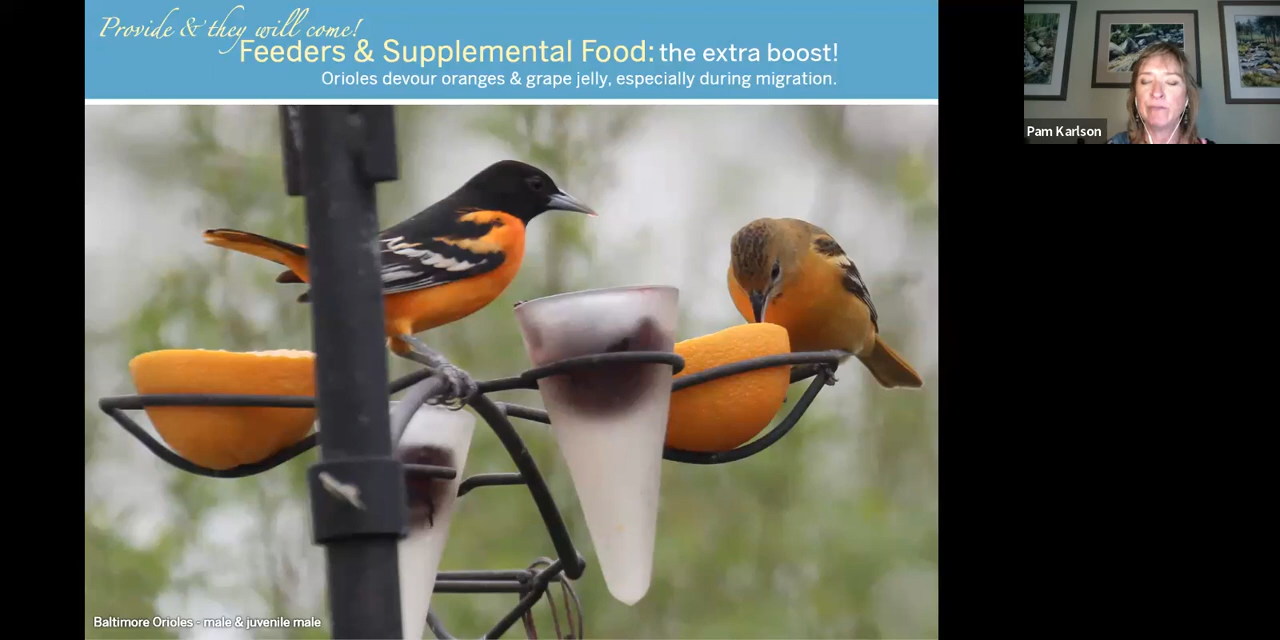 Provide & they will come!
Feeders & Supplemental Food: the extra boost!
Orioles devour oranges & grape jelly, especially during migration.
Pam Karlson
Baltimore Orioles - male & juvenile male